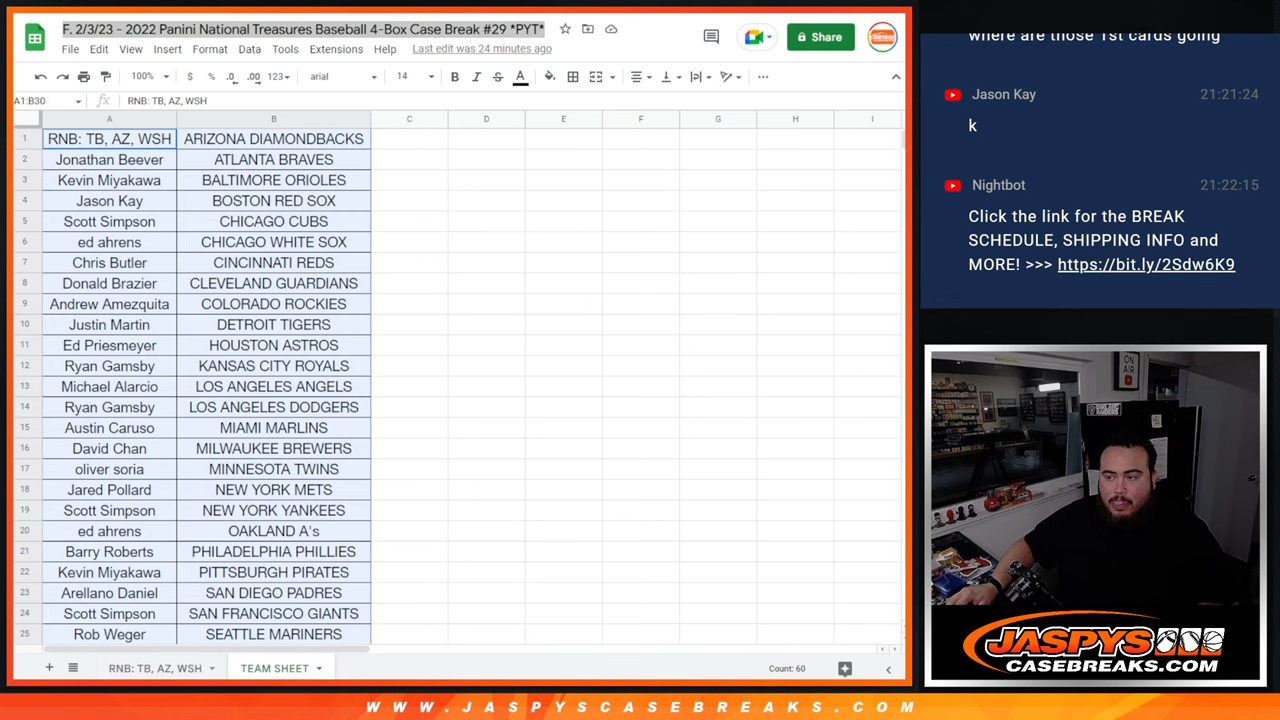 F. 2/3/23 - 2022 Panini National Treasures Baseball 4-Box Case Break #29 *PYT*
File Edit View Insert Format Data Tools Extensions Help Last edit was 24 minutes ago
Share
100% $ % .0 .00 123 arial 14 B I S A
A1:B30 fx RNB: TB, AZ, WSH
A B C D E F G H I
1 RNB: TB, AZ, WSH ARIZONA DIAMONDBACKS
2 Jonathan Beever ATLANTA BRAVES
3 Kevin Miyakawa BALTIMORE ORIOLES
4 Jason Kay BOSTON RED SOX
5 Scott Simpson CHICAGO CUBS
6 ed ahrens CHICAGO WHITE SOX
7 Chris Butler CINCINNATI REDS
8 Donald Brazier CLEVELAND GUARDIANS
9 Andrew Amezquita COLORADO ROCKIES
10 Justin Martin DETROIT TIGERS
11 Ed Priesmeyer HOUSTON ASTROS
12 Ryan Gamsby KANSAS CITY ROYALS
13 Michael Alarcio LOS ANGELES ANGELS
14 Ryan Gamsby LOS ANGELES DODGERS
15 Austin Caruso MIAMI MARLINS
16 David Chan MILWAUKEE BREWERS
17 oliver soria MINNESOTA TWINS
18 Jared Pollard NEW YORK METS
19 Scott Simpson NEW YORK YANKEES
20 ed ahrens OAKLAND A's
21 Barry Roberts PHILADELPHIA PHILLIES
22 Kevin Miyakawa PITTSBURGH PIRATES
23 Arellano Daniel SAN DIEGO PADRES
24 Scott Simpson SAN FRANCISCO GIANTS
25 Rob Weger SEATTLE MARINERS
RNB: TB, AZ, WSH TEAM SHEET Count: 60
where are those 1st cards going
Jason Kay 21:21:24
k
Nightbot 21:22:15
Click the link for the BREAK
SCHEDULE, SHIPPING INFO and
MORE! >>> https://bit.ly/2Sdw6K9
ON
AIR
JASPYS
CASEBREAKS.COM
WWW.JASPYSCASEBREAKS.COM